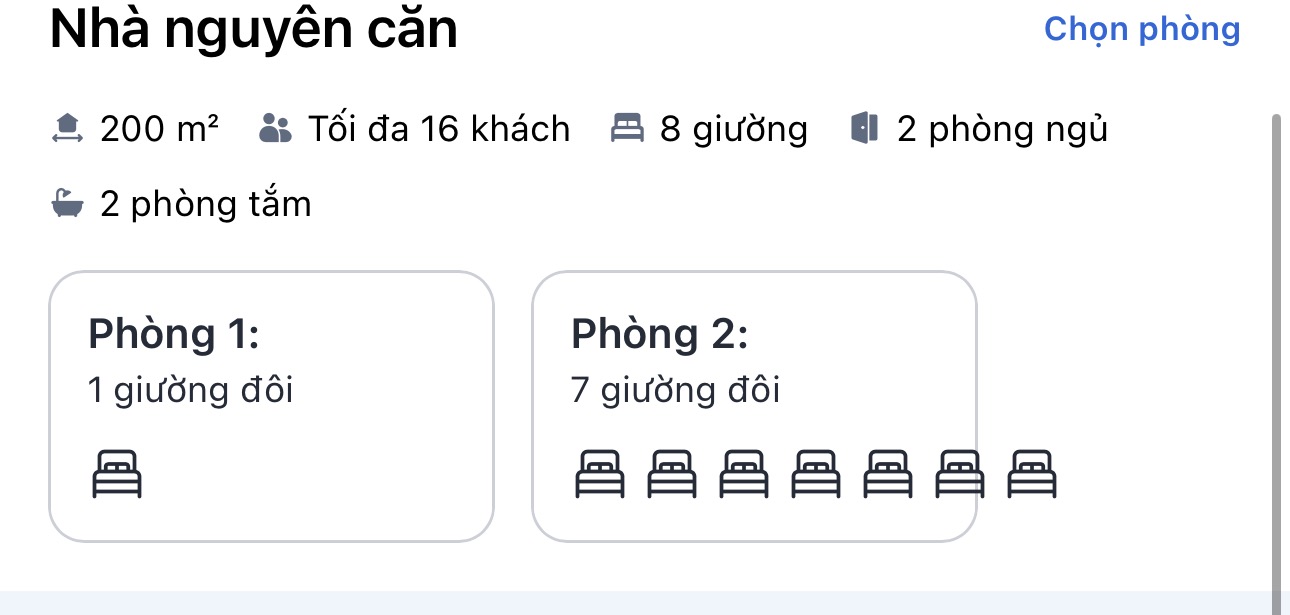 Nhà nguyên căn
Chọn phòng
200 m² Tối đa 16 khách 8 giường 2 phòng ngủ
2 phòng tắm
Phòng 1:
1 giường đôi
Phòng 2:
7 giường đôi